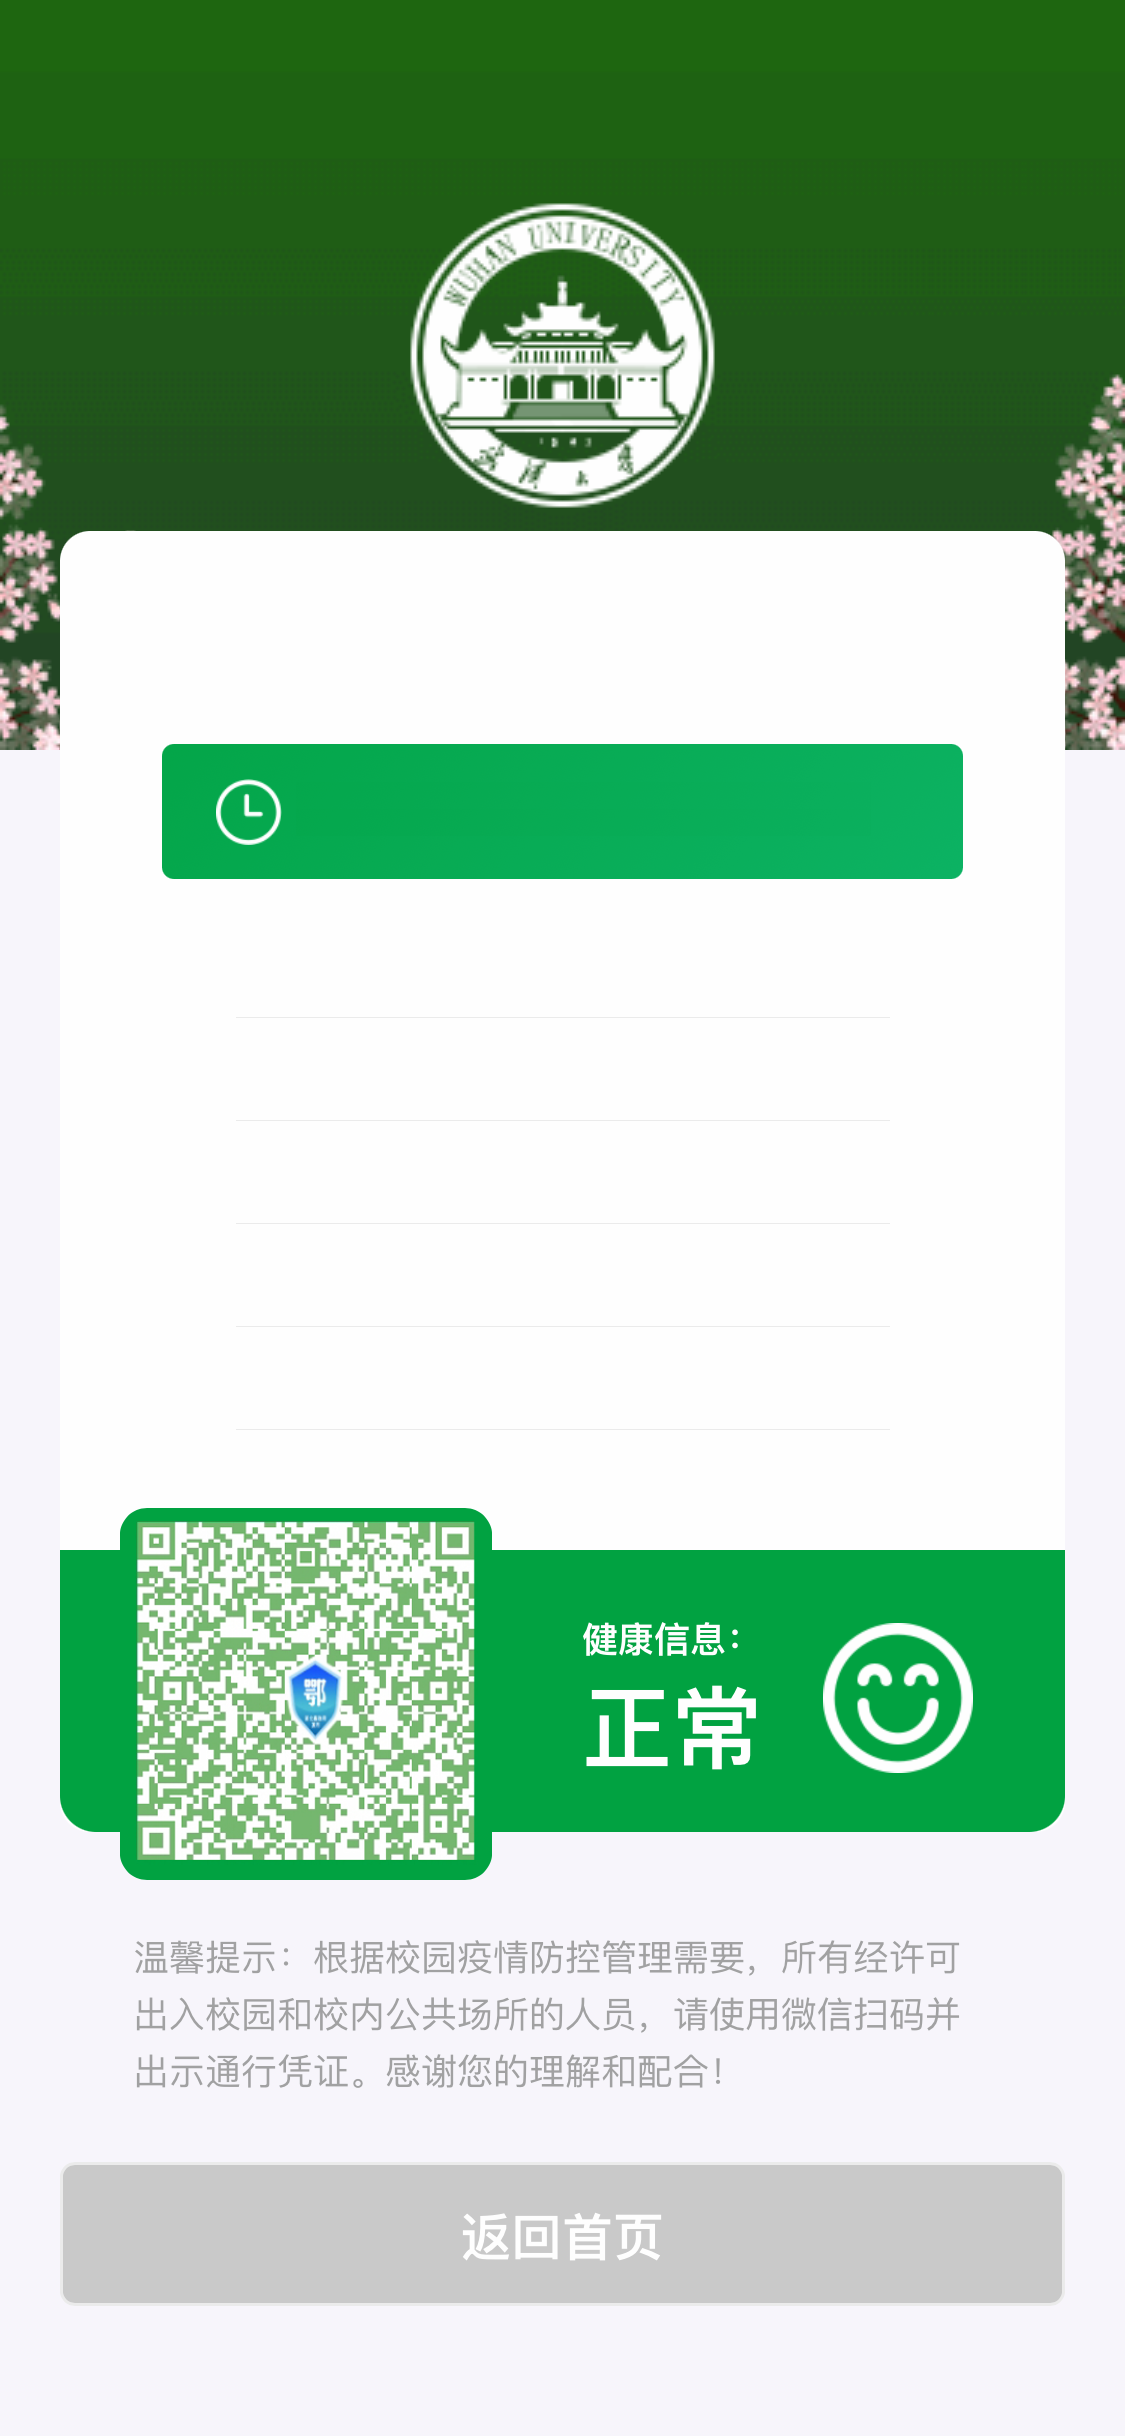 WUHAN UNIVERSITY
1893
武漢大學
鄂
健康信息：
正常
温馨提示：根据校园疫情防控管理需要，所有经许可
出入校园和校内公共场所的人员，请使用微信扫码并
出示通行凭证。感谢您的理解和配合！
返回首页